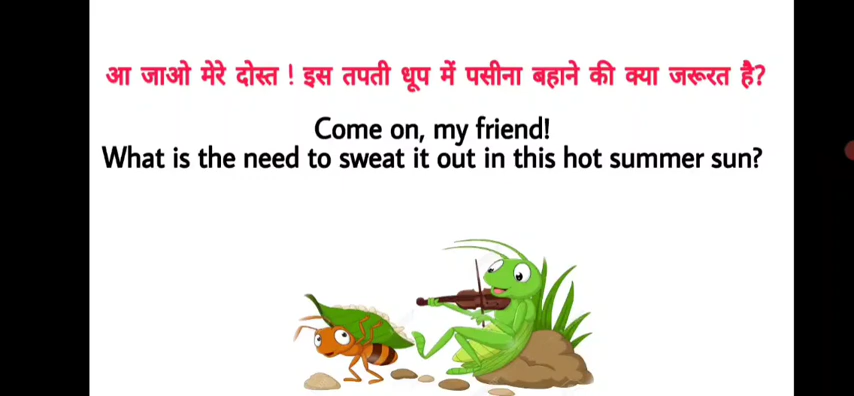 आ जाओ मेरे दोस्त ! इस तपती धूप में पसीना बहाने की क्या जरूरत है?
Come on, my friend!
What is the need to sweat it out in this hot summer sun?